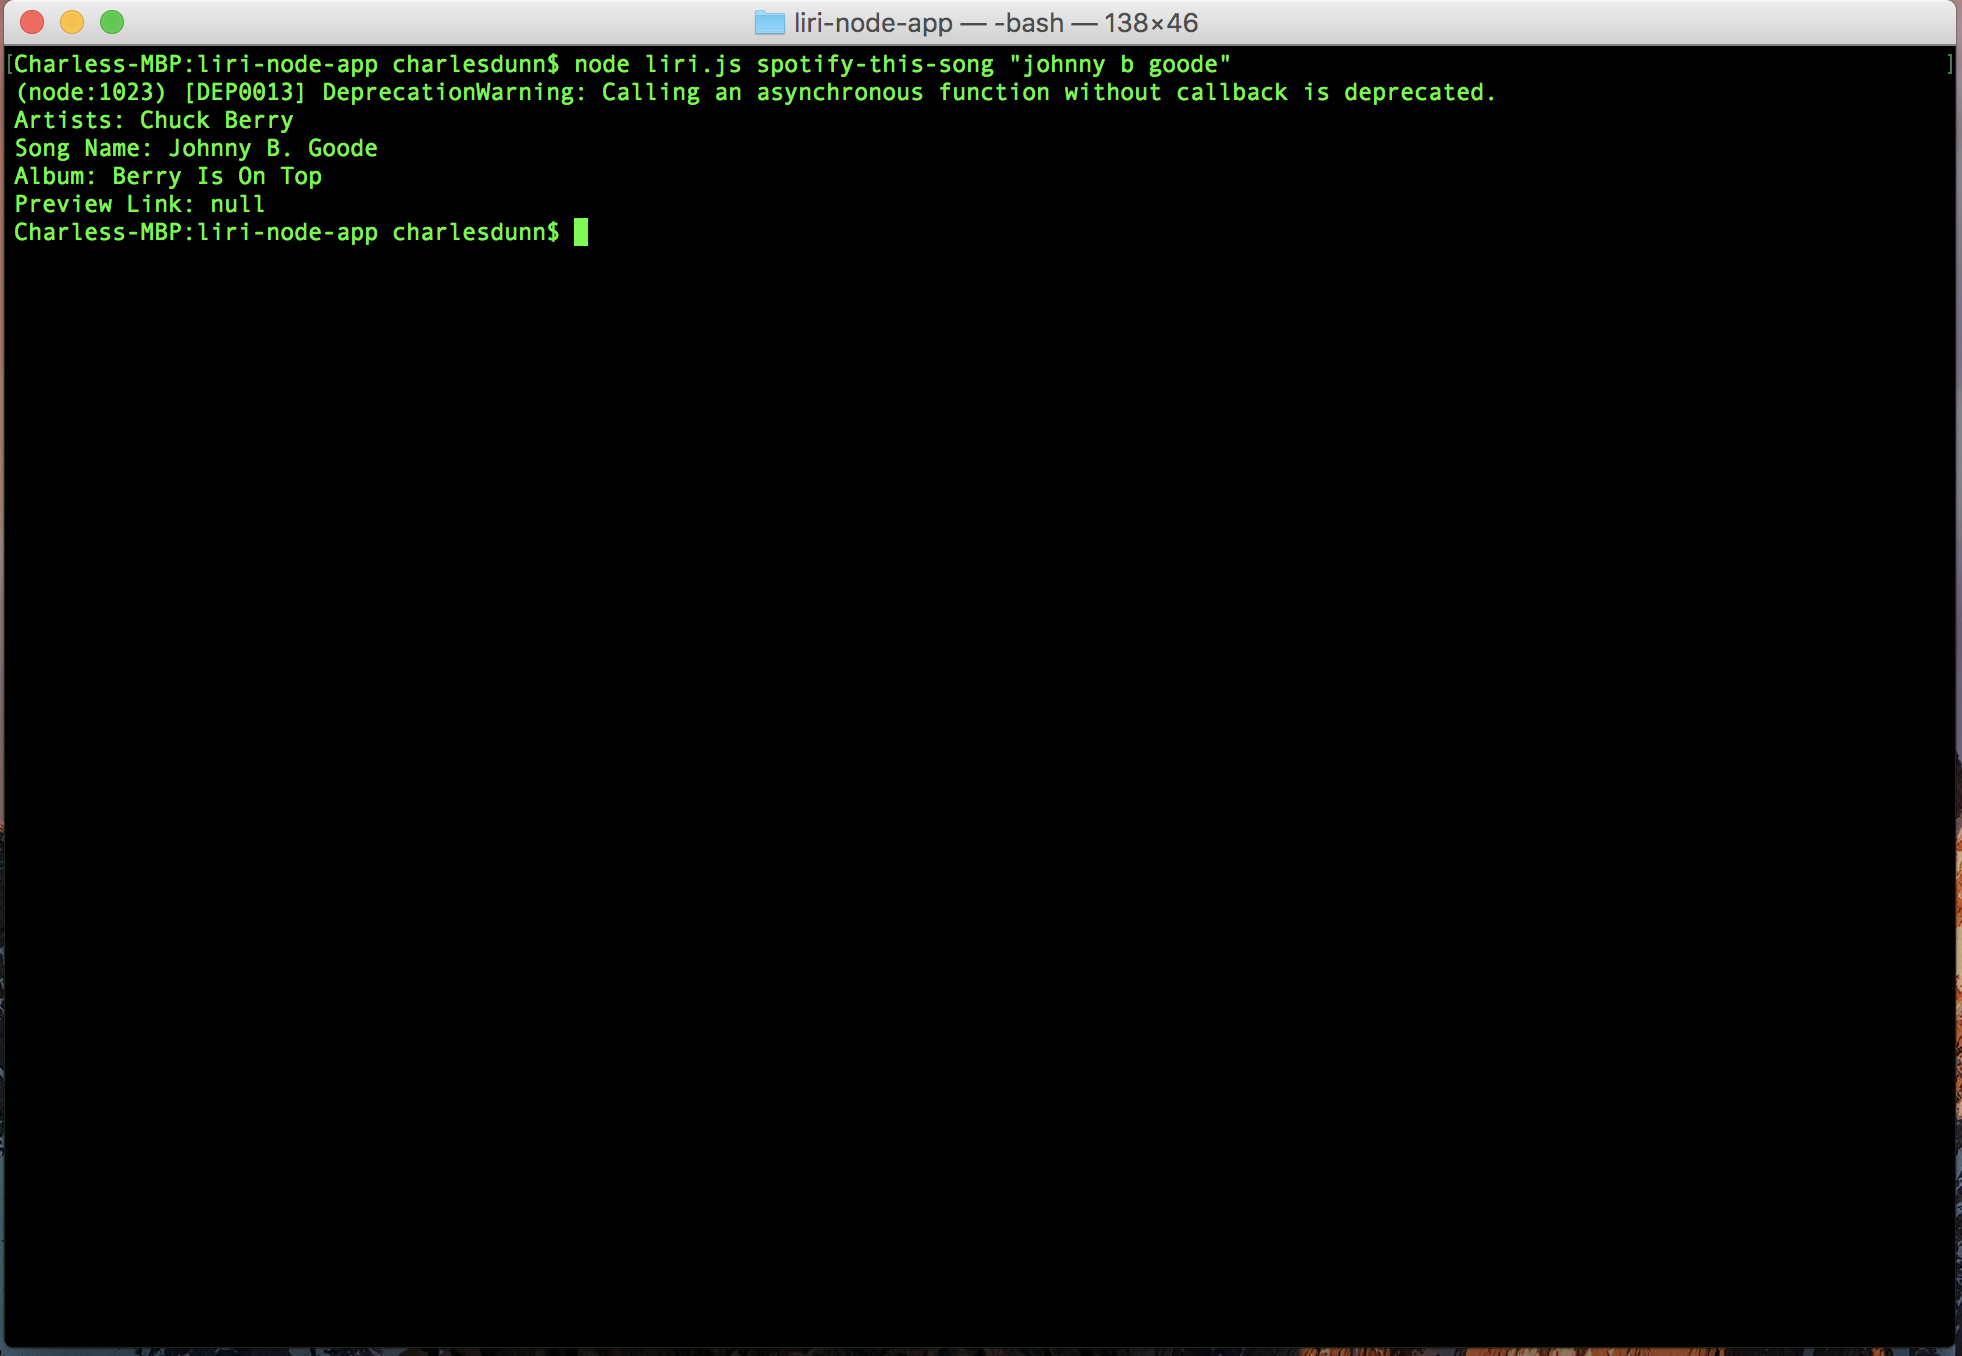 liri-node-app — -bash — 138×46
[Charless-MBP:liri-node-app charlesdunn$ node liri.js spotify-this-song "johnny b goode" ]
(node:1023) [DEP0013] DeprecationWarning: Calling an asynchronous function without callback is deprecated.
Artists: Chuck Berry
Song Name: Johnny B. Goode
Album: Berry Is On Top
Preview Link: null
Charless-MBP:liri-node-app charlesdunn$